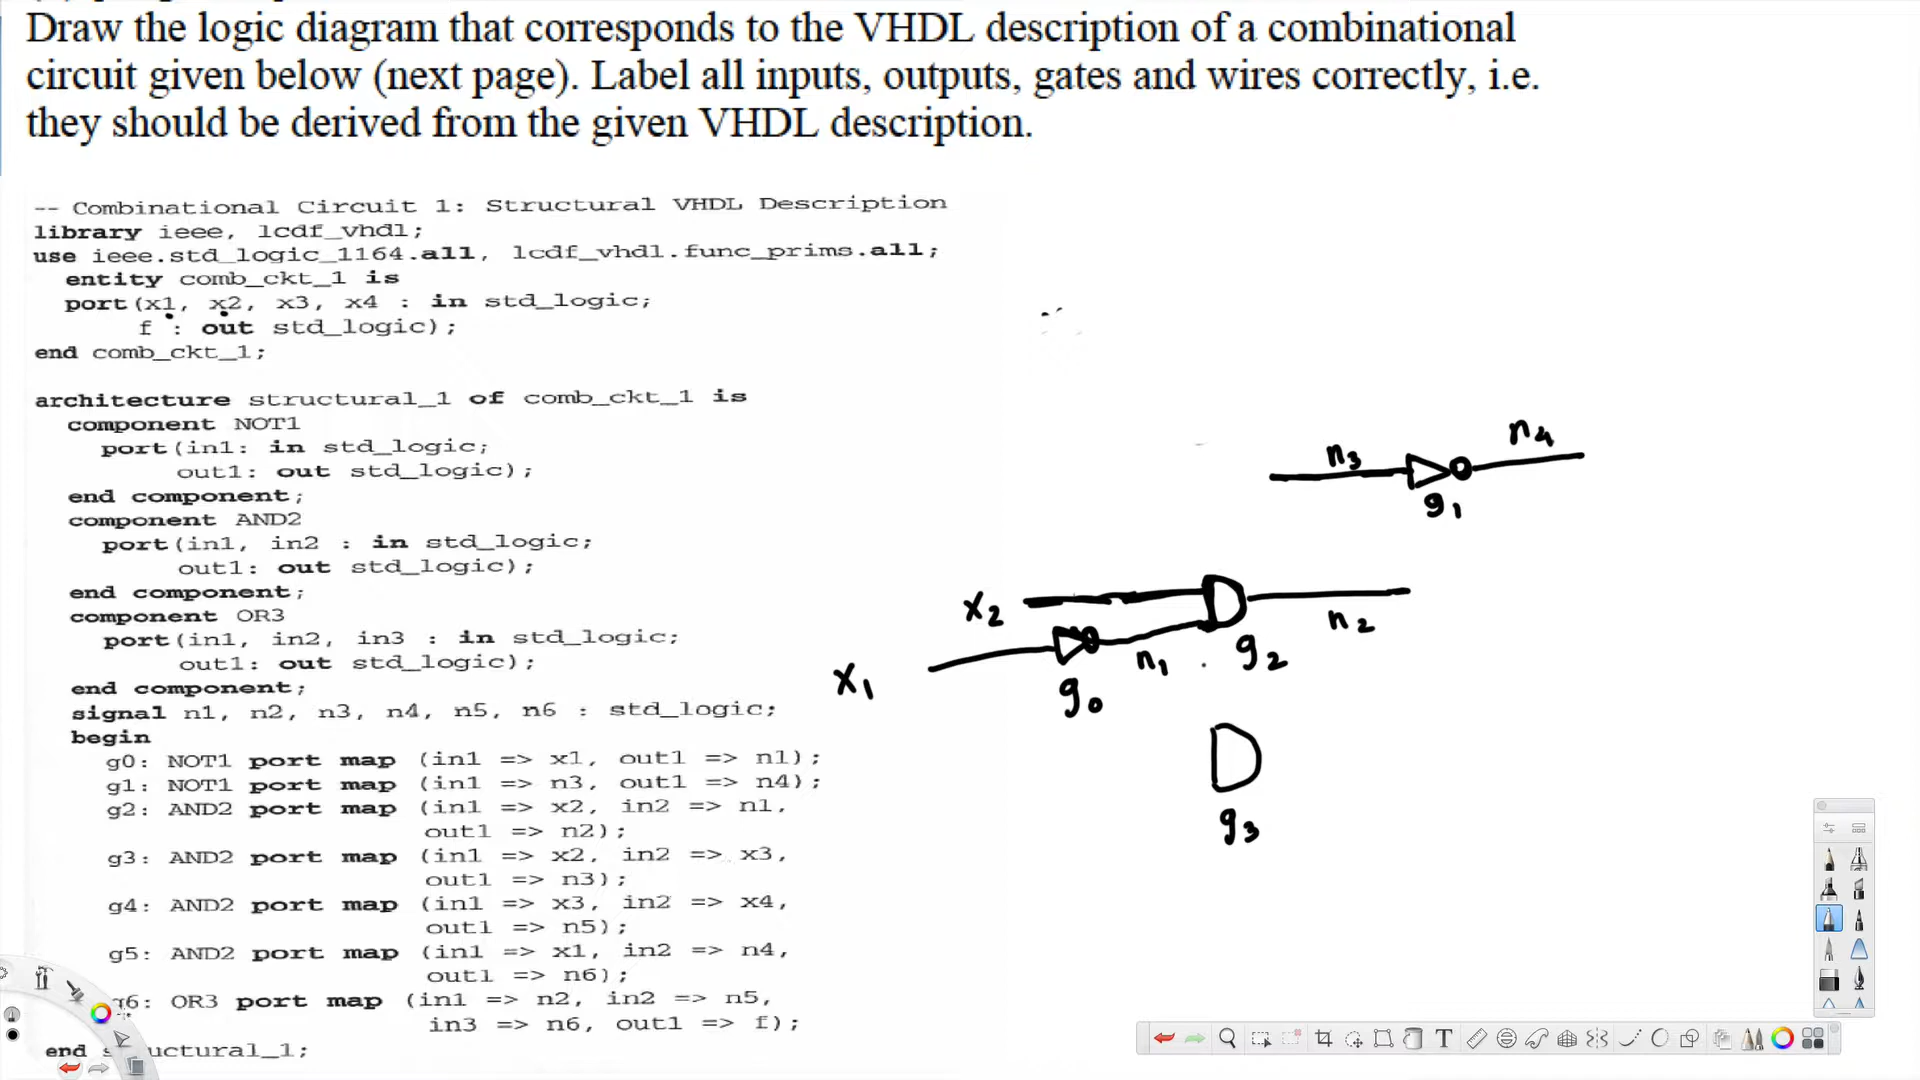 Draw the logic diagram that corresponds to the VHDL description of a combinational
circuit given below (next page). Label all inputs, outputs, gates and wires correctly, i.e.
they should be derived from the given VHDL description.
-- Combinational Circuit 1: Structural VHDL Description
library ieee, lcdf_vhdl;
use ieee.std_logic_1164.all, lcdf_vhdl.func_prims.all;
entity comb_ckt_1 is
port(x1, x2, x3, x4 : in std_logic;
f : out std_logic);
end comb_ckt_1;
architecture structural_1 of comb_ckt_1 is
component NOT1
port(in1: in std_logic;
out1: out std_logic);
end component;
component AND2
port(in1, in2 : in std_logic;
out1: out std_logic);
end component;
component OR3
port(in1, in2, in3 : in std_logic;
out1: out std_logic);
end component;
signal n1, n2, n3, n4, n5, n6 : std_logic;
begin
g0: NOT1 port map (in1 => x1, out1 => n1);
g1: NOT1 port map (in1 => n3, out1 => n4);
g2: AND2 port map (in1 => x2, in2 => n1,
out1 => n2);
g3: AND2 port map (in1 => x2, in2 => x3,
out1 => n3);
g4: AND2 port map (in1 => x3, in2 => x4,
out1 => n5);
g5: AND2 port map (in1 => x1, in2 => n4,
out1 => n6);
g6: OR3 port map (in1 => n2, in2 => n5,
in3 => n6, out1 => f);
end structural_1;
n3
n4
g1
x2
n2
n1
g2
x1
g0
g3
T